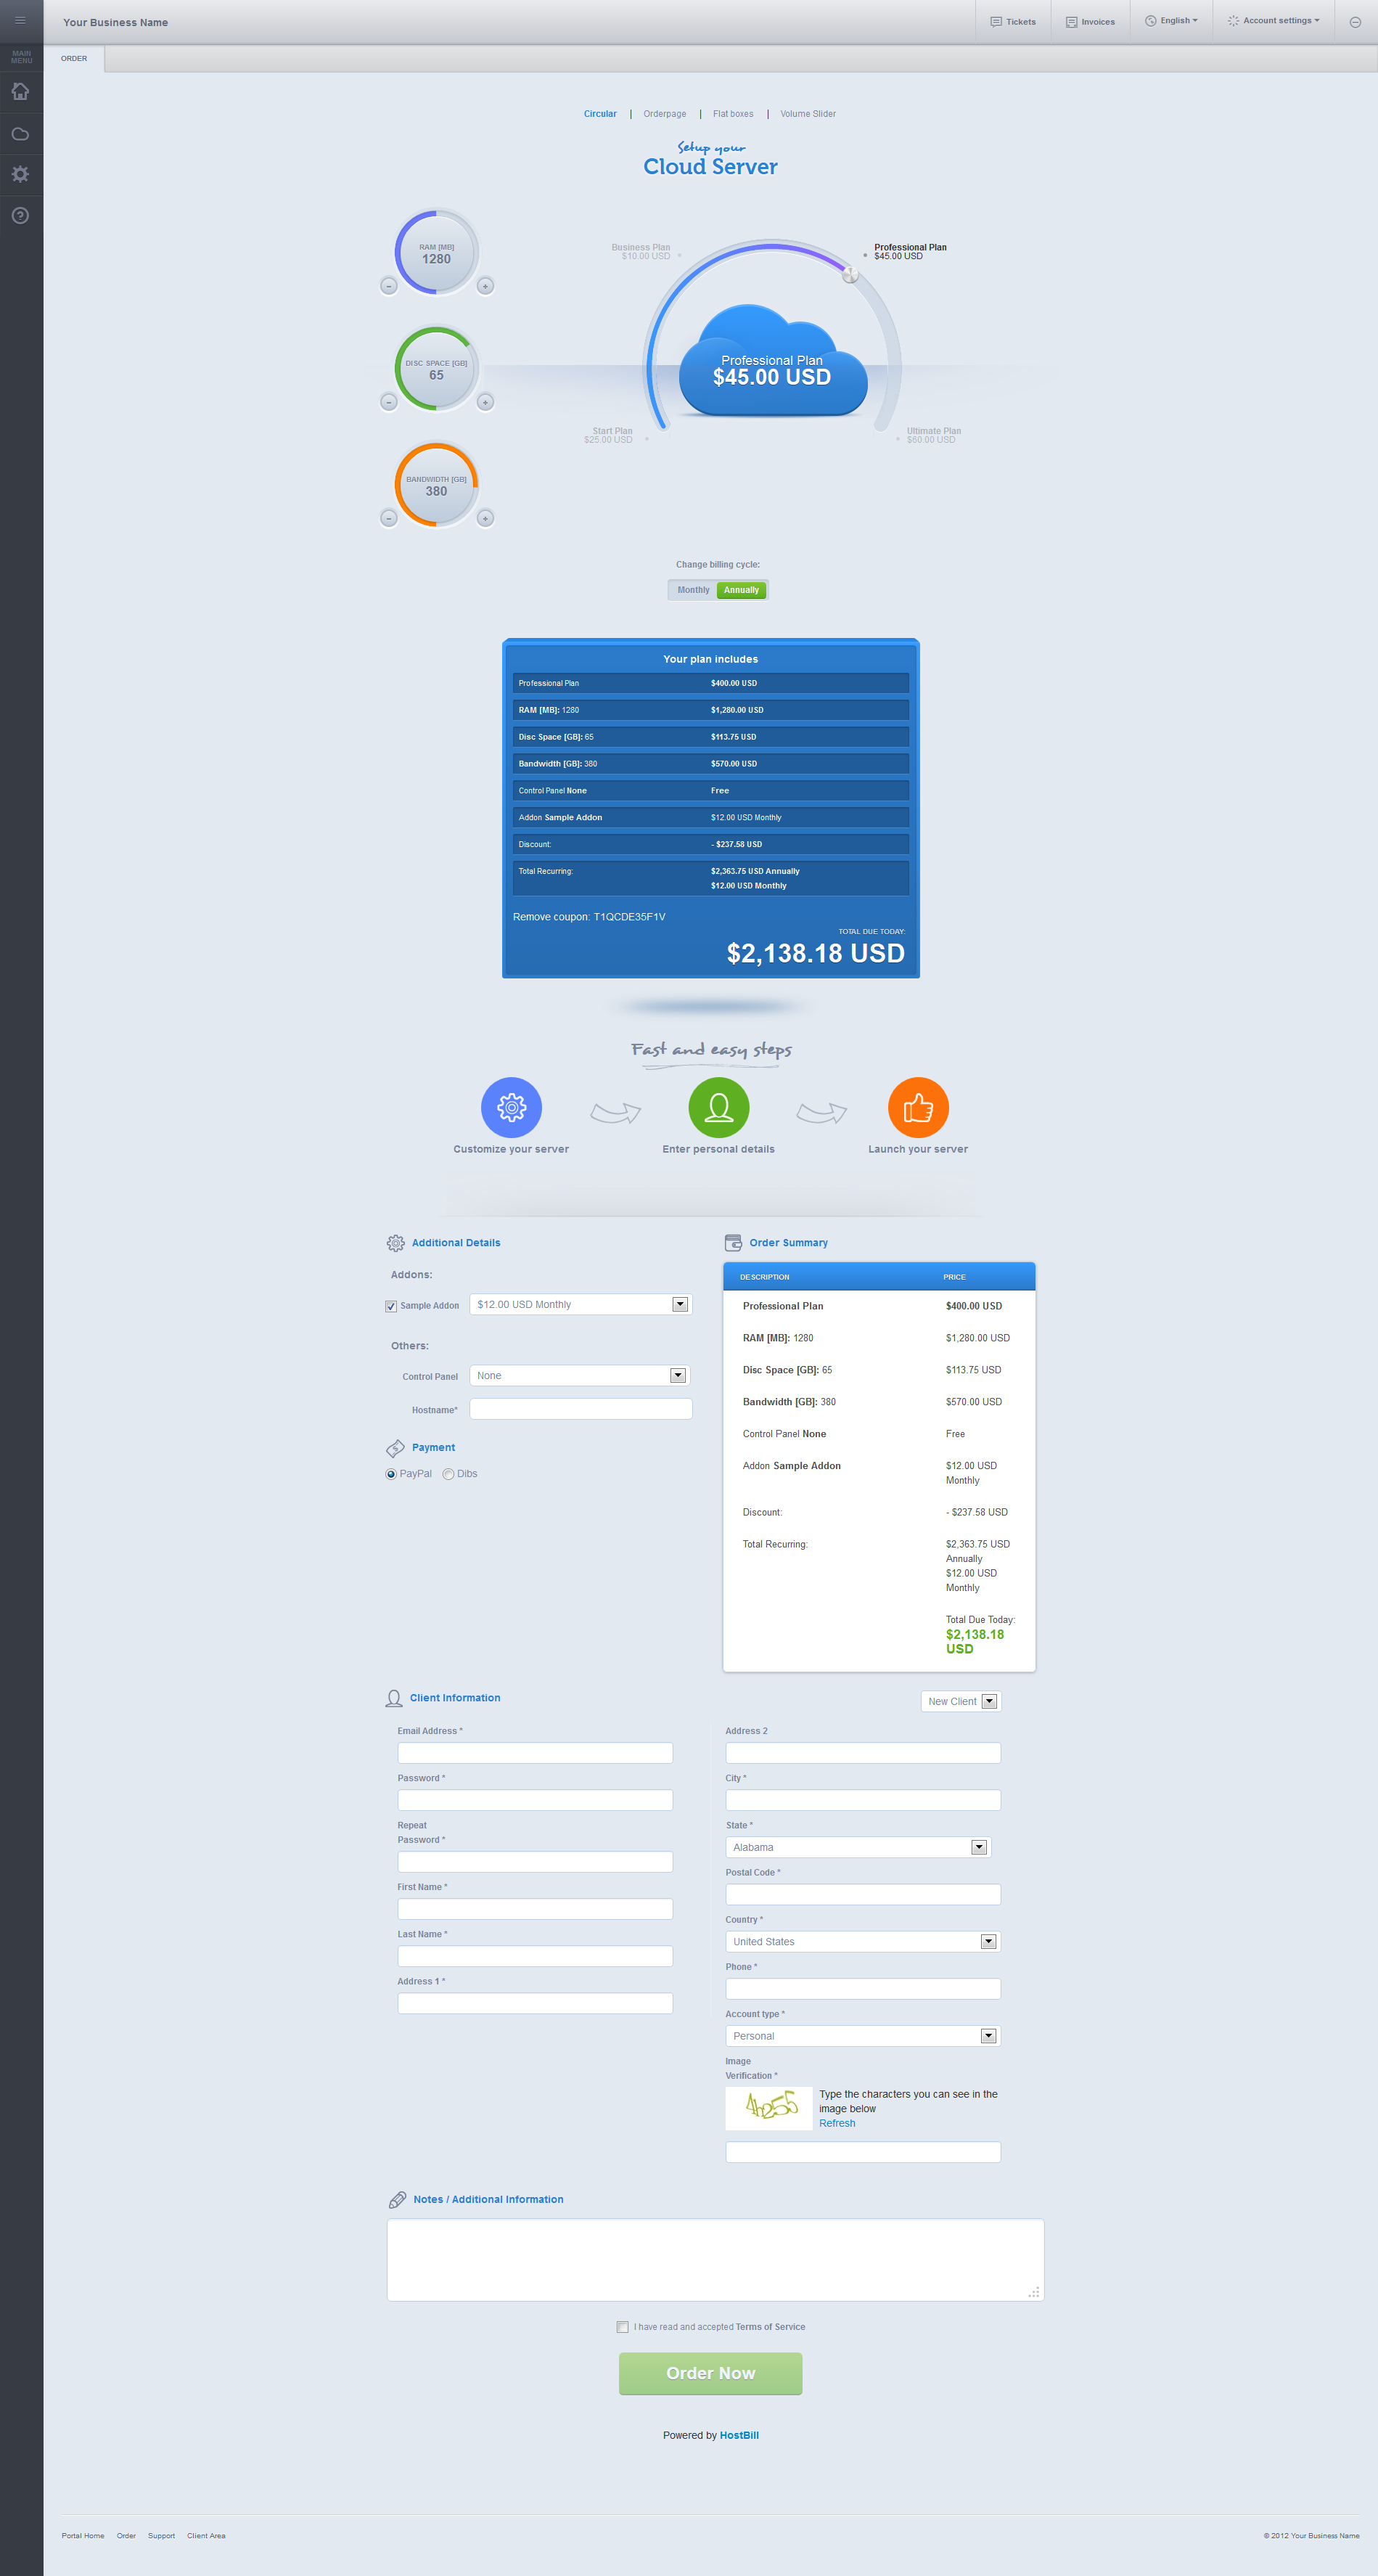 Your Business Name
Tickets
Invoices
English
Account settings
MAIN
MENU
ORDER
Circular | Orderpage | Flat boxes | Volume Slider
Setup your
Cloud Server
RAM [MB]
1280
DISC SPACE [GB]
65
BANDWIDTH [GB]
380
Business Plan
$10.00 USD
Professional Plan
$45.00 USD
Professional Plan
$45.00 USD
Start Plan
$25.00 USD
Ultimate Plan
$60.00 USD
Change billing cycle:
Monthly Annually
Your plan includes
Professional Plan $400.00 USD
RAM [MB]: 1280 $1,280.00 USD
Disc Space [GB]: 65 $113.75 USD
Bandwidth [GB]: 380 $570.00 USD
Control Panel None Free
Addon Sample Addon $12.00 USD Monthly
Discount: - $237.58 USD
Total Recurring: $2,363.75 USD Annually
$12.00 USD Monthly
Remove coupon: T1QCDE35F1V
TOTAL DUE TODAY:
$2,138.18 USD
Fast and easy steps
Customize your server
Enter personal details
Launch your server
Additional Details
Addons:
Sample Addon $12.00 USD Monthly
Others:
Control Panel None
Hostname*
Payment
PayPal Dibs
Order Summary
DESCRIPTION PRICE
Professional Plan $400.00 USD
RAM [MB]: 1280 $1,280.00 USD
Disc Space [GB]: 65 $113.75 USD
Bandwidth [GB]: 380 $570.00 USD
Control Panel None Free
Addon Sample Addon $12.00 USD
Monthly
Discount: - $237.58 USD
Total Recurring: $2,363.75 USD
Annually
$12.00 USD
Monthly
Total Due Today:
$2,138.18
USD
Client Information
New Client
Email Address *
Password *
Repeat
Password *
First Name *
Last Name *
Address 1 *
Address 2
City *
State *
Alabama
Postal Code *
Country *
United States
Phone *
Account type *
Personal
Image
Verification *
Type the characters you can see in the
image below
Refresh
Notes / Additional Information
I have read and accepted Terms of Service
Order Now
Powered by HostBill
Portal Home Order Support Client Area
© 2012 Your Business Name